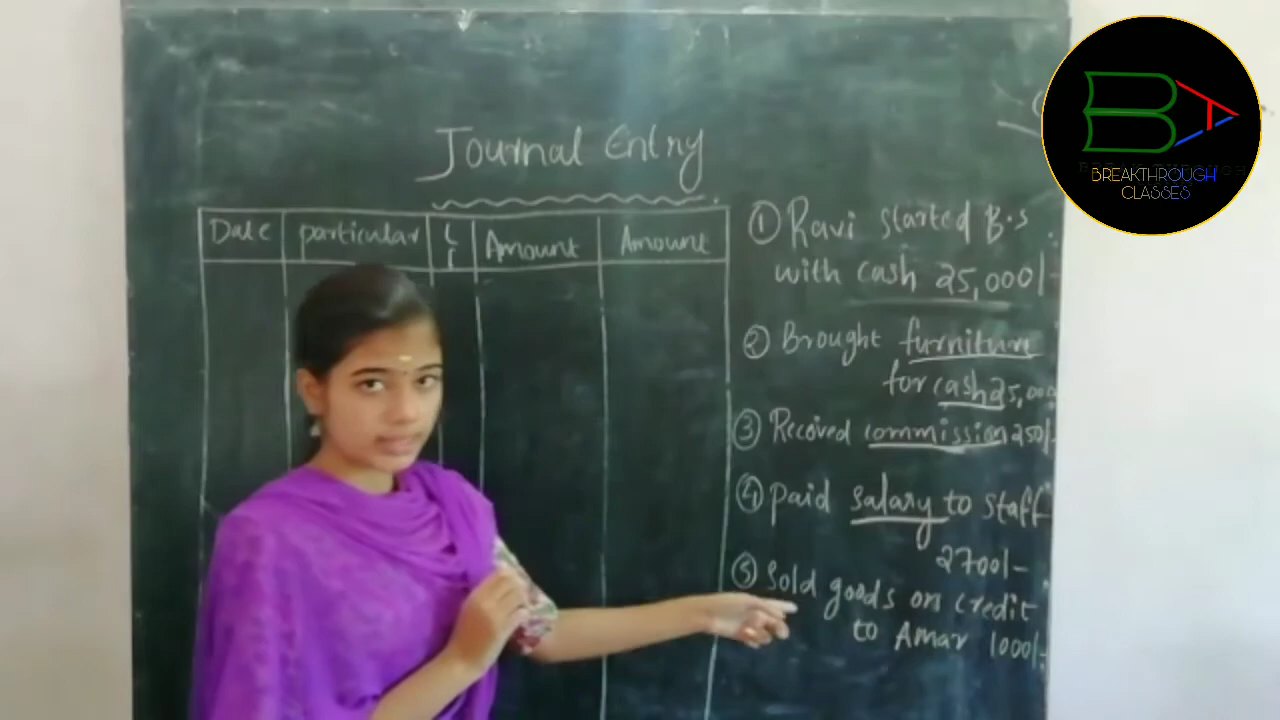 Journal Entry
Date particular L Amount Amount
F
① Ravi started B.s
with cash 25,000/-
② Brought furniture
for cash 25,000
③ Recoved commission 250/-
④ paid salary to staff
2700/-
⑤ Sold goods on credit
to Amar 1000/-
BREAKTHROUGH
CLASSES